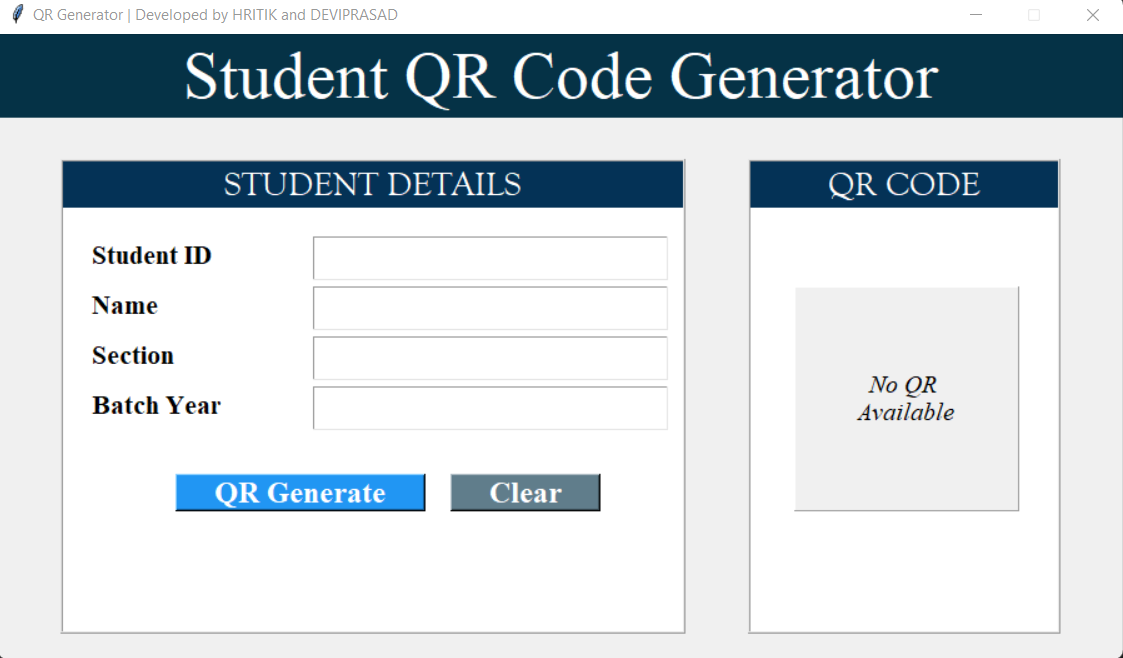 QR Generator | Developed by HRITIK and DEVIPRASAD
Student QR Code Generator
STUDENT DETAILS
Student ID
Name
Section
Batch Year
QR Generate
Clear
QR CODE
No QR
Available